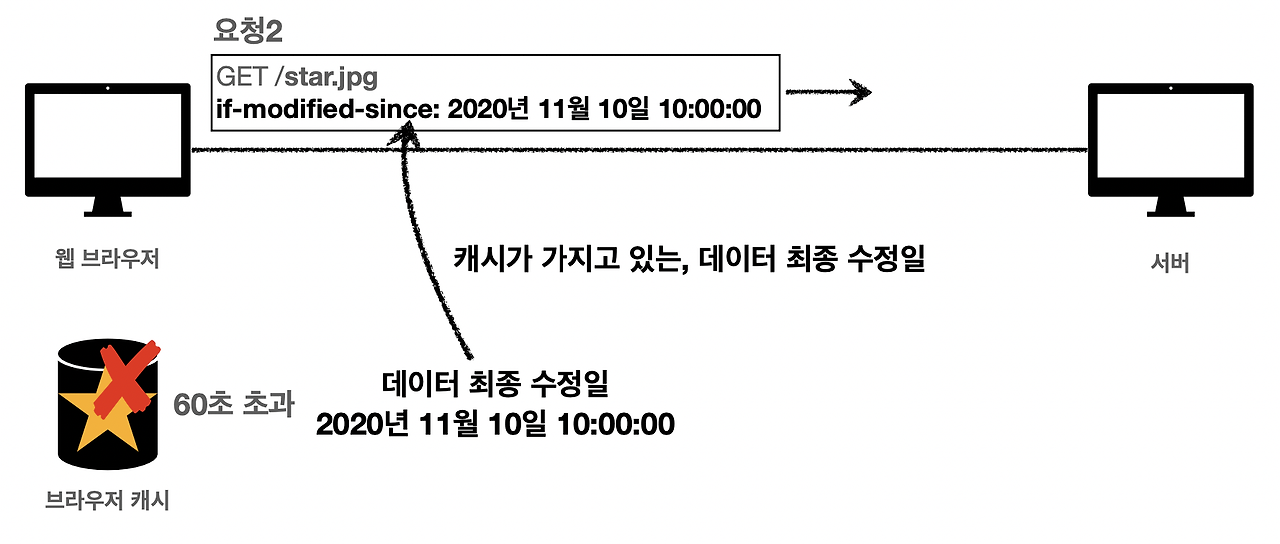 요청2
GET /star.jpg
if-modified-since: 2020년 11월 10일 10:00:00
웹 브라우저
캐시가 가지고 있는, 데이터 최종 수정일
서버
데이터 최종 수정일
60초 초과
2020년 11월 10일 10:00:00
브라우저 캐시